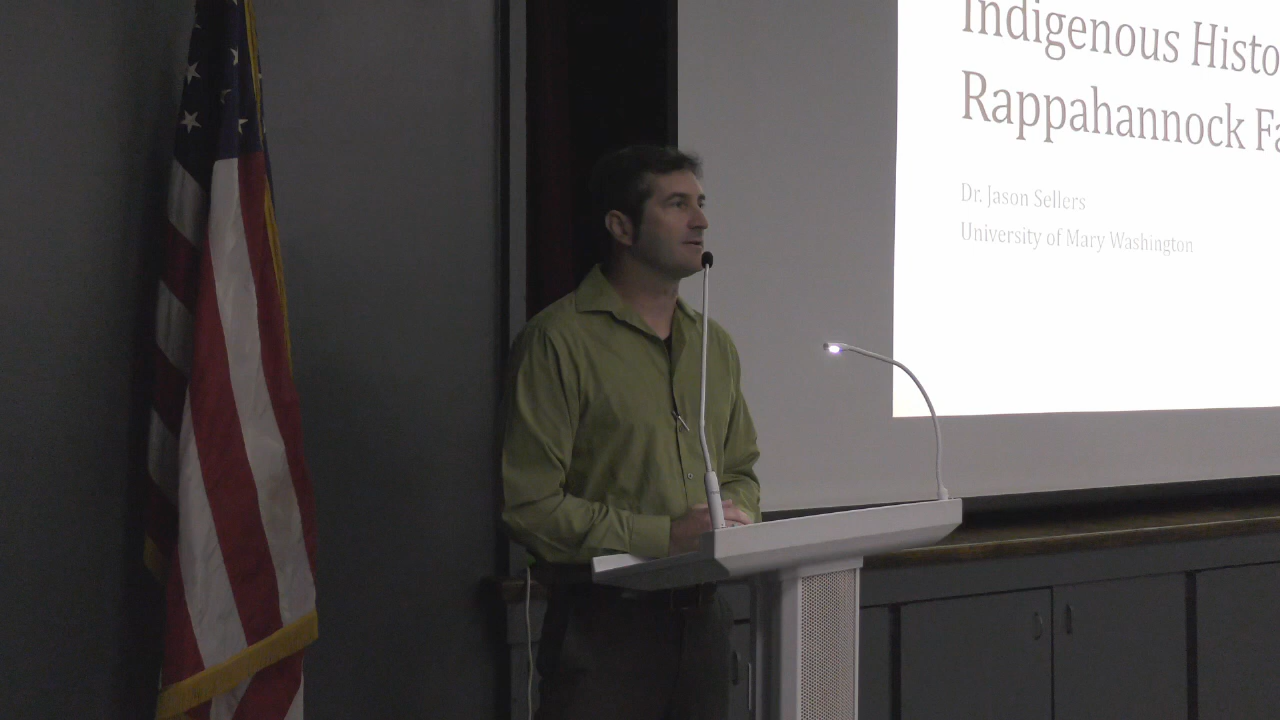 Indigenous Histo
Rappahannock Fa
Dr. Jason Sellers
University of Mary Washington